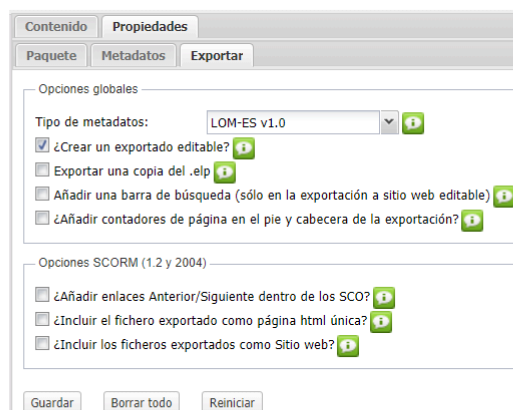 Contenido Propiedades
Paquete Metadatos Exportar
Opciones globales
Tipo de metadatos: LOM-ES v1.0
¿Crear un exportado editable?
Exportar una copia del .elp
Añadir una barra de búsqueda (sólo en la exportación a sitio web editable)
¿Añadir contadores de página en el pie y cabecera de la exportación?
Opciones SCORM (1.2 y 2004)
¿Añadir enlaces Anterior/Siguiente dentro de los SCO?
¿Incluir el fichero exportado como página html única?
¿Incluir los ficheros exportados como Sitio web?
Guardar Borrar todo Reiniciar